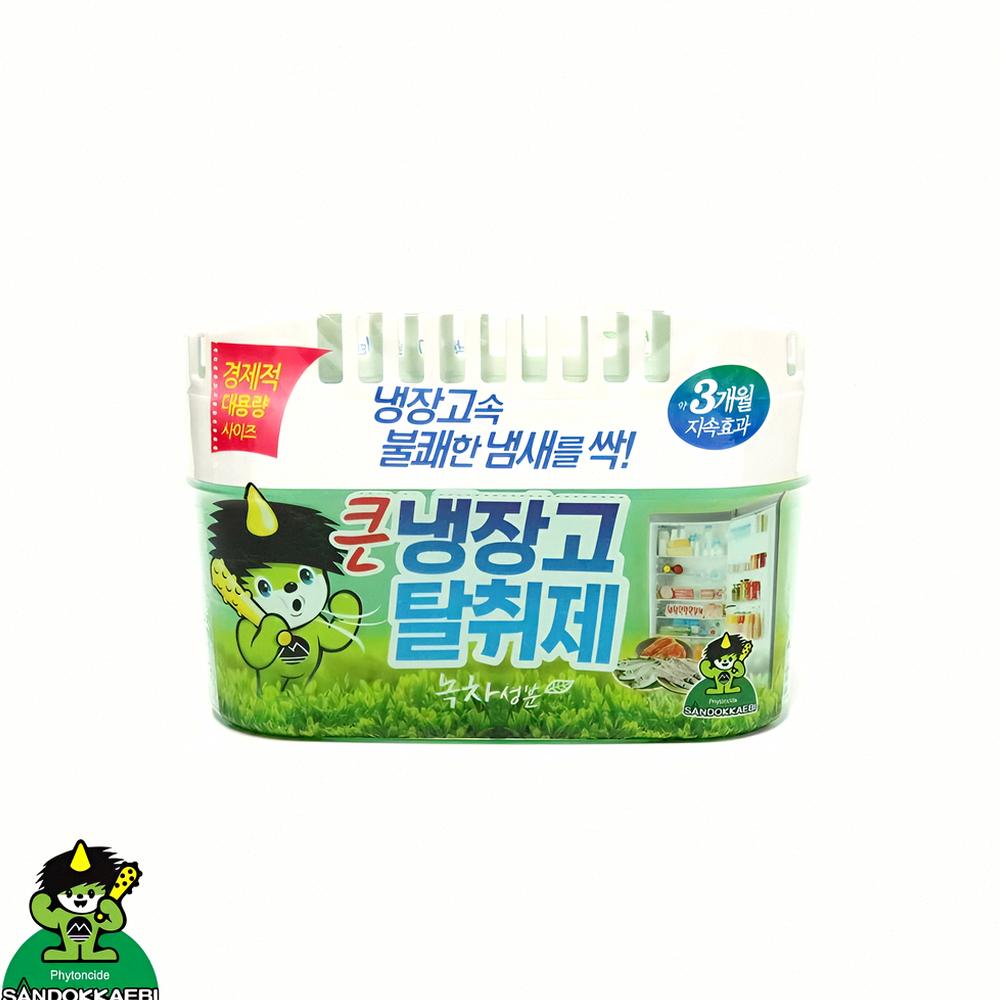 경제적
대용량
사이즈
냉장고속
불쾌한 냄새를 싹!
약 3개월
지속효과
큰 냉장고
탈취제
녹차성분
Phytoncide
SANDOKKAEBI
Phytoncide
SANDOKKAEBI